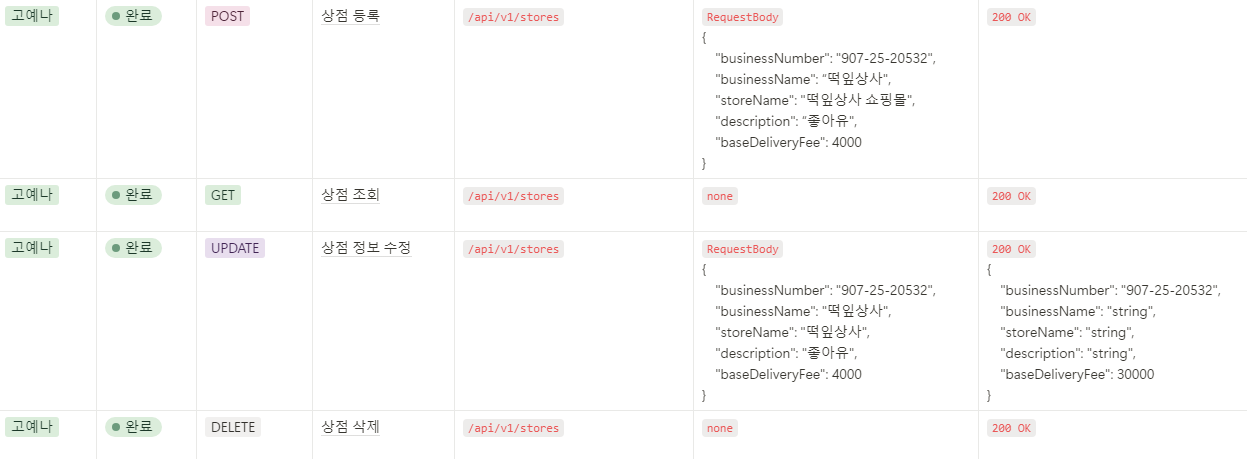 고예나 완료 POST 상점 등록 /api/v1/stores RequestBody 200 OK
{
"businessNumber": "907-25-20532",
"businessName": "떡잎상사",
"storeName": "떡잎상사 쇼핑몰",
"description": "좋아유",
"baseDeliveryFee": 4000
}
고예나 완료 GET 상점 조회 /api/v1/stores none 200 OK
고예나 완료 UPDATE 상점 정보 수정 /api/v1/stores RequestBody 200 OK
{ {
"businessNumber": "907-25-20532", "businessNumber": "907-25-20532",
"businessName": "떡잎상사", "businessName": "string",
"storeName": "떡잎상사", "storeName": "string",
"description": "좋아유", "description": "string",
"baseDeliveryFee": 4000 "baseDeliveryFee": 30000
} }
고예나 완료 DELETE 상점 삭제 /api/v1/stores none 200 OK